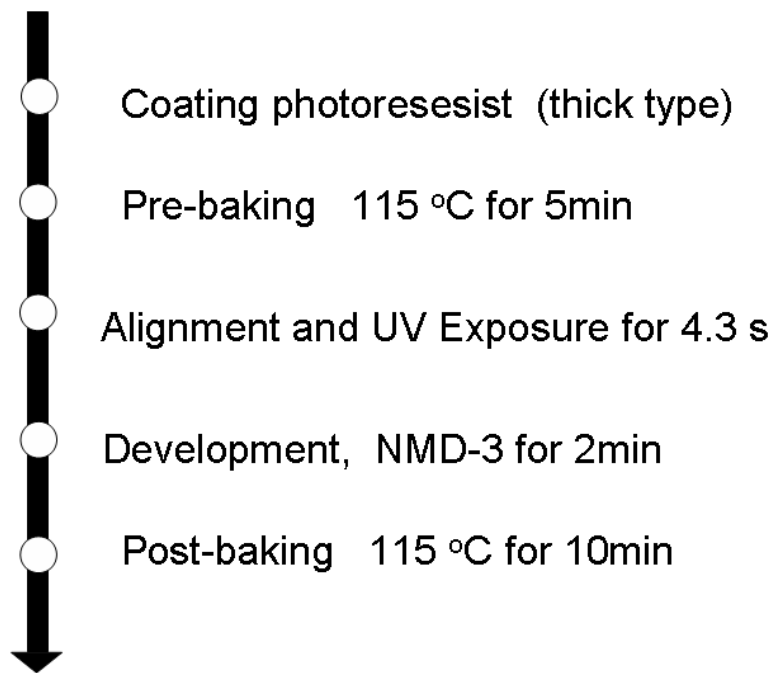 Coating photoresesist (thick type)
Pre-baking 115 °C for 5min
Alignment and UV Exposure for 4.3 s
Development, NMD-3 for 2min
Post-baking 115 °C for 10min